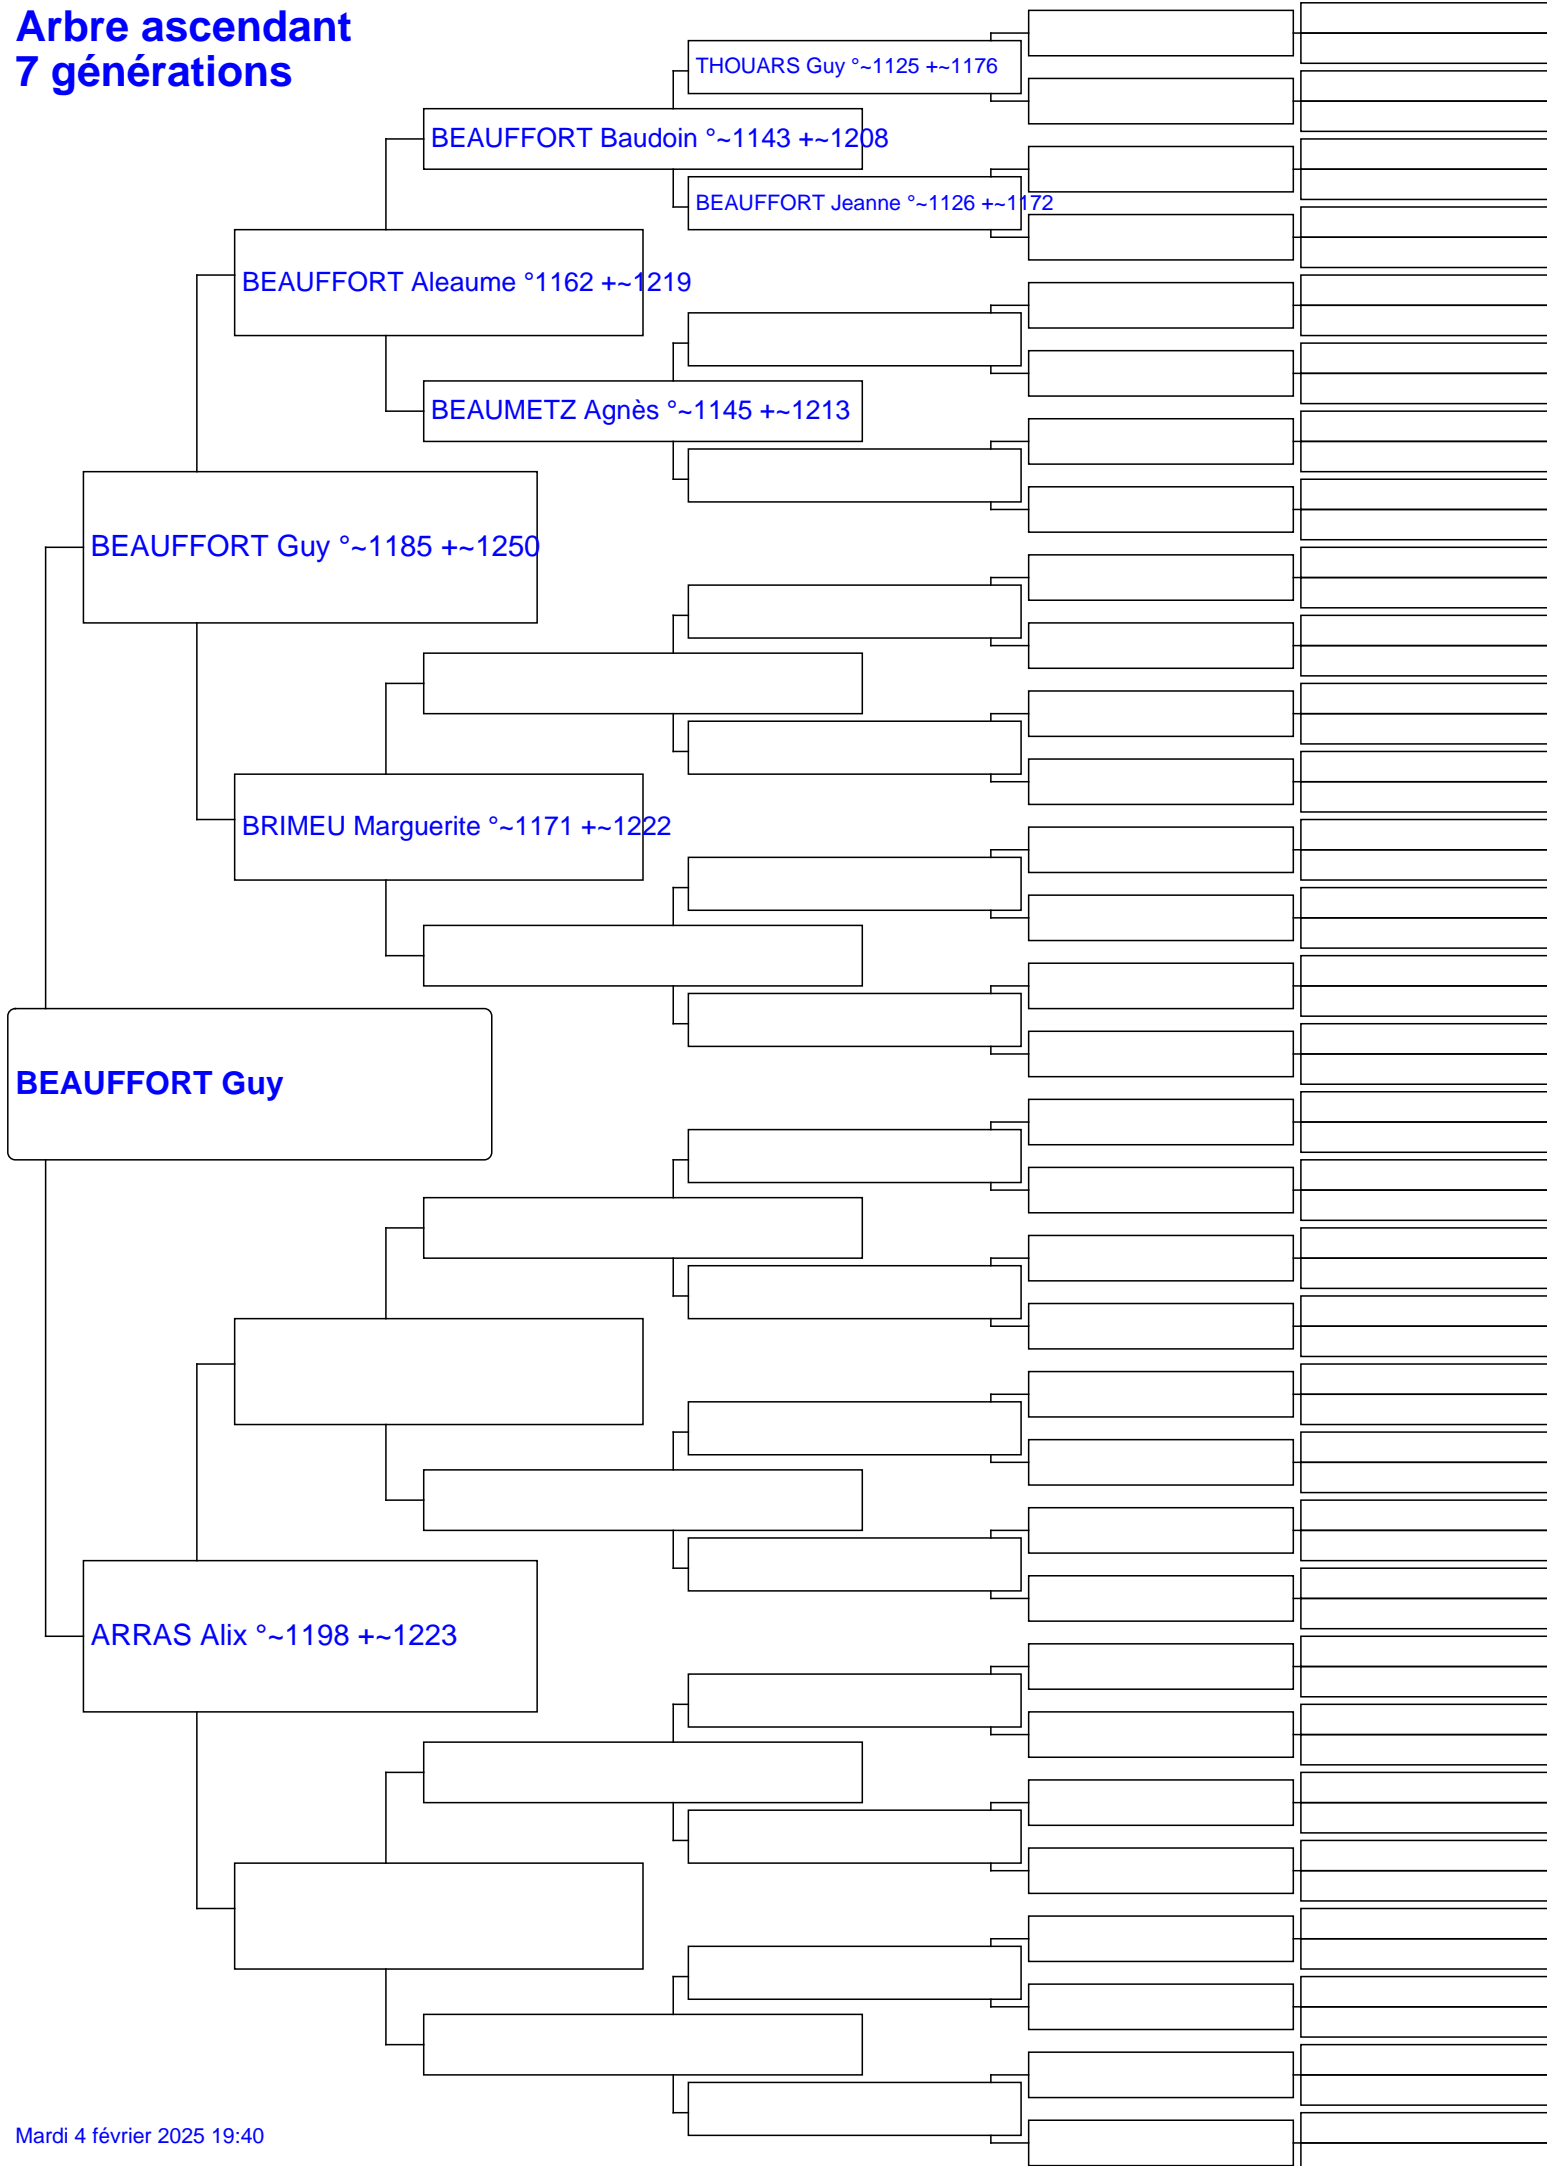 Arbre ascendant
7 générations
THOUARS Guy °~1125 +~1176
BEAUFFORT Baudoin °~1143 +~1208
BEAUFFORT Jeanne °~1126 +~1172
BEAUFFORT Aleaume °1162 +~1219
BEAUMETZ Agnès °~1145 +~1213
BEAUFFORT Guy °~1185 +~1250
BRIMEU Marguerite °~1171 +~1222
BEAUFFORT Guy
ARRAS Alix °~1198 +~1223
Mardi 4 février 2025 19:40